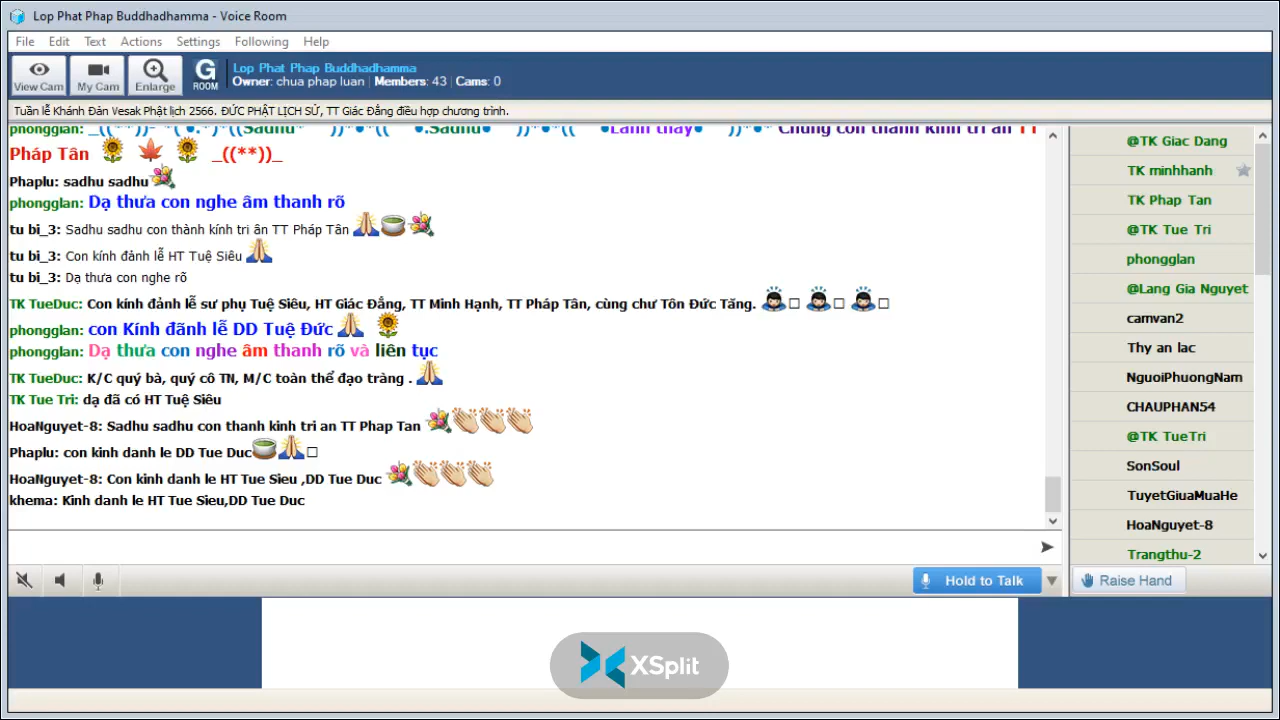 Lop Phat Phap Buddhadhamma - Voice Room
File Edit Text Actions Settings Following Help
View Cam My Cam Enlarge G ROOM
Lop Phat Phap Buddhadhamma
Owner: chua phap luan | Members: 43 | Cams: 0
Tuần lễ Khánh Đản Vesak Phật lịch 2566. ĐỨC PHẬT LỊCH SỬ, TT Giác Đẳng điều hợp chương trình.
phongglan: _((**))- *(●.*)*((Sadhu* ))*●*(( ●.Sadhu● ))*●*(( ●Lành thay● ))*●* Chúng con thành kính tri ân TT
Pháp Tân _((**))_
Phaplu: sadhu sadhu
phongglan: Dạ thưa con nghe âm thanh rõ
tu bi_3: Sadhu sadhu con thành kính tri ân TT Pháp Tân
tu bi_3: Con kính đảnh lễ HT Tuệ Siêu
tu bi_3: Dạ thưa con nghe rõ
TK TueDuc: Con kính đảnh lễ sư phụ Tuệ Siêu, HT Giác Đẳng, TT Minh Hạnh, TT Pháp Tân, cùng chư Tôn Đức Tăng. □ □ □
phongglan: con Kính đãnh lễ DD Tuệ Đức
phongglan: Dạ thưa con nghe âm thanh rõ và liên tục
TK TueDuc: K/C quý bà, quý cô TN, M/C toàn thể đạo tràng .
TK Tue Tri: dạ đã có HT Tuệ Siêu
HoaNguyet-8: Sadhu sadhu con thanh kinh tri an TT Phap Tan
Phaplu: con kinh danh le DD Tue Duc □
HoaNguyet-8: Con kinh danh le HT Tue Sieu ,DD Tue Duc
khema: Kinh danh le HT Tue Sieu,DD Tue Duc
Hold to Talk
@TK Giac Dang
TK minhhanh
TK Phap Tan
@TK Tue Tri
phongglan
@Lang Gia Nguyet
camvan2
Thy an lac
NguoiPhuongNam
CHAUPHAN54
@TK TueTri
SonSoul
TuyetGiuaMuaHe
HoaNguyet-8
Trangthu-2
Raise Hand
XSplit